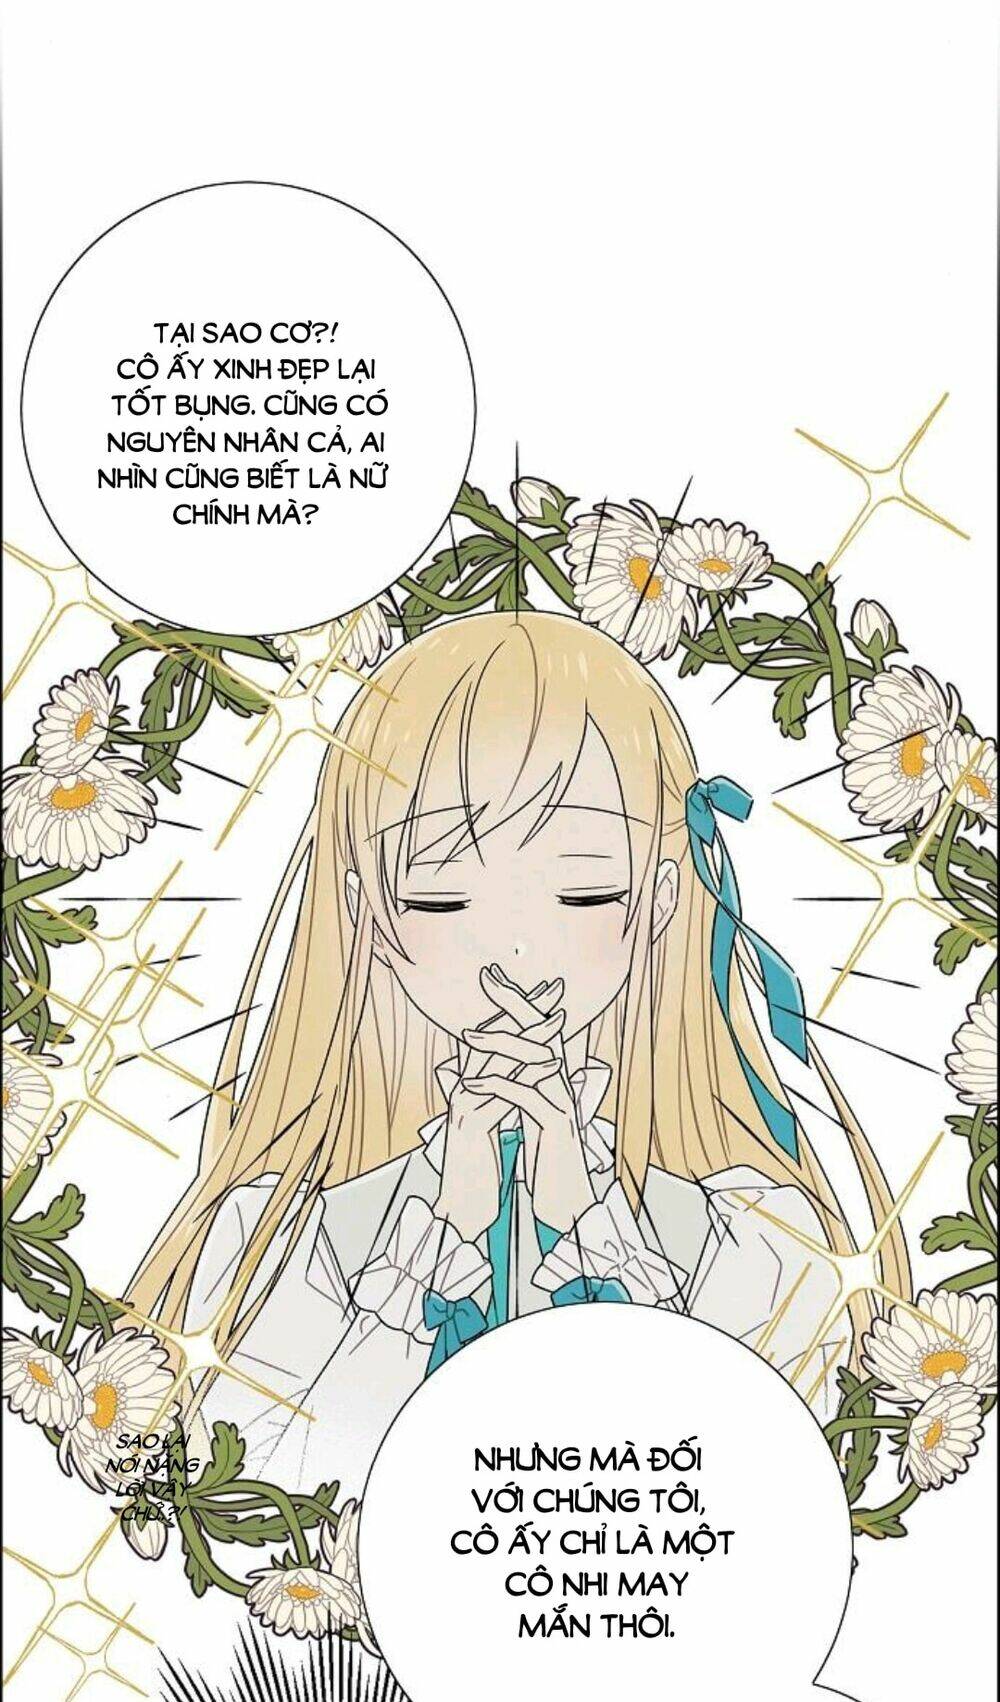 TẠI SAO CƠ?!
CÔ ẤY XINH ĐẸP LẠI
TỐT BỤNG. CŨNG CÓ
NGUYÊN NHÂN CẢ, AI
NHÌN CŨNG BIẾT LÀ NỮ
CHÍNH MÀ?
SAO LẠI
NÓI NẶNG
LỜI VẬY
CHỨ?!
NHƯNG MÀ ĐỐI
VỚI CHÚNG TÔI,
CÔ ẤY CHỈ LÀ MỘT
CÔ NHI MAY
MẮN THÔI.